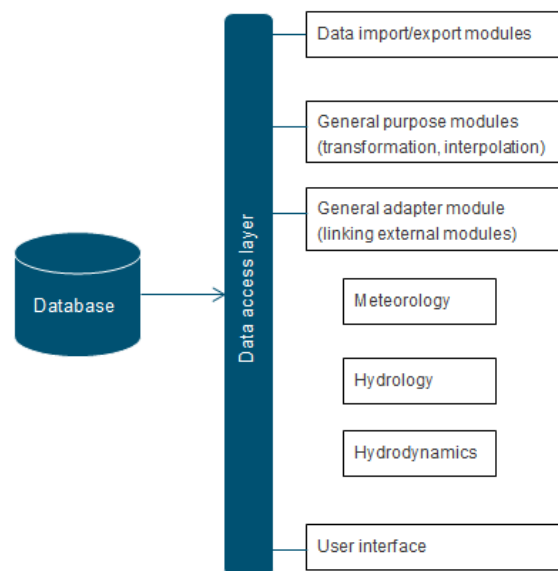 Data import/export modules
General purpose modules
(transformation, interpolation)
General adapter module
(linking external modules)
Data access layer
Database
Meteorology
Hydrology
Hydrodynamics
User interface